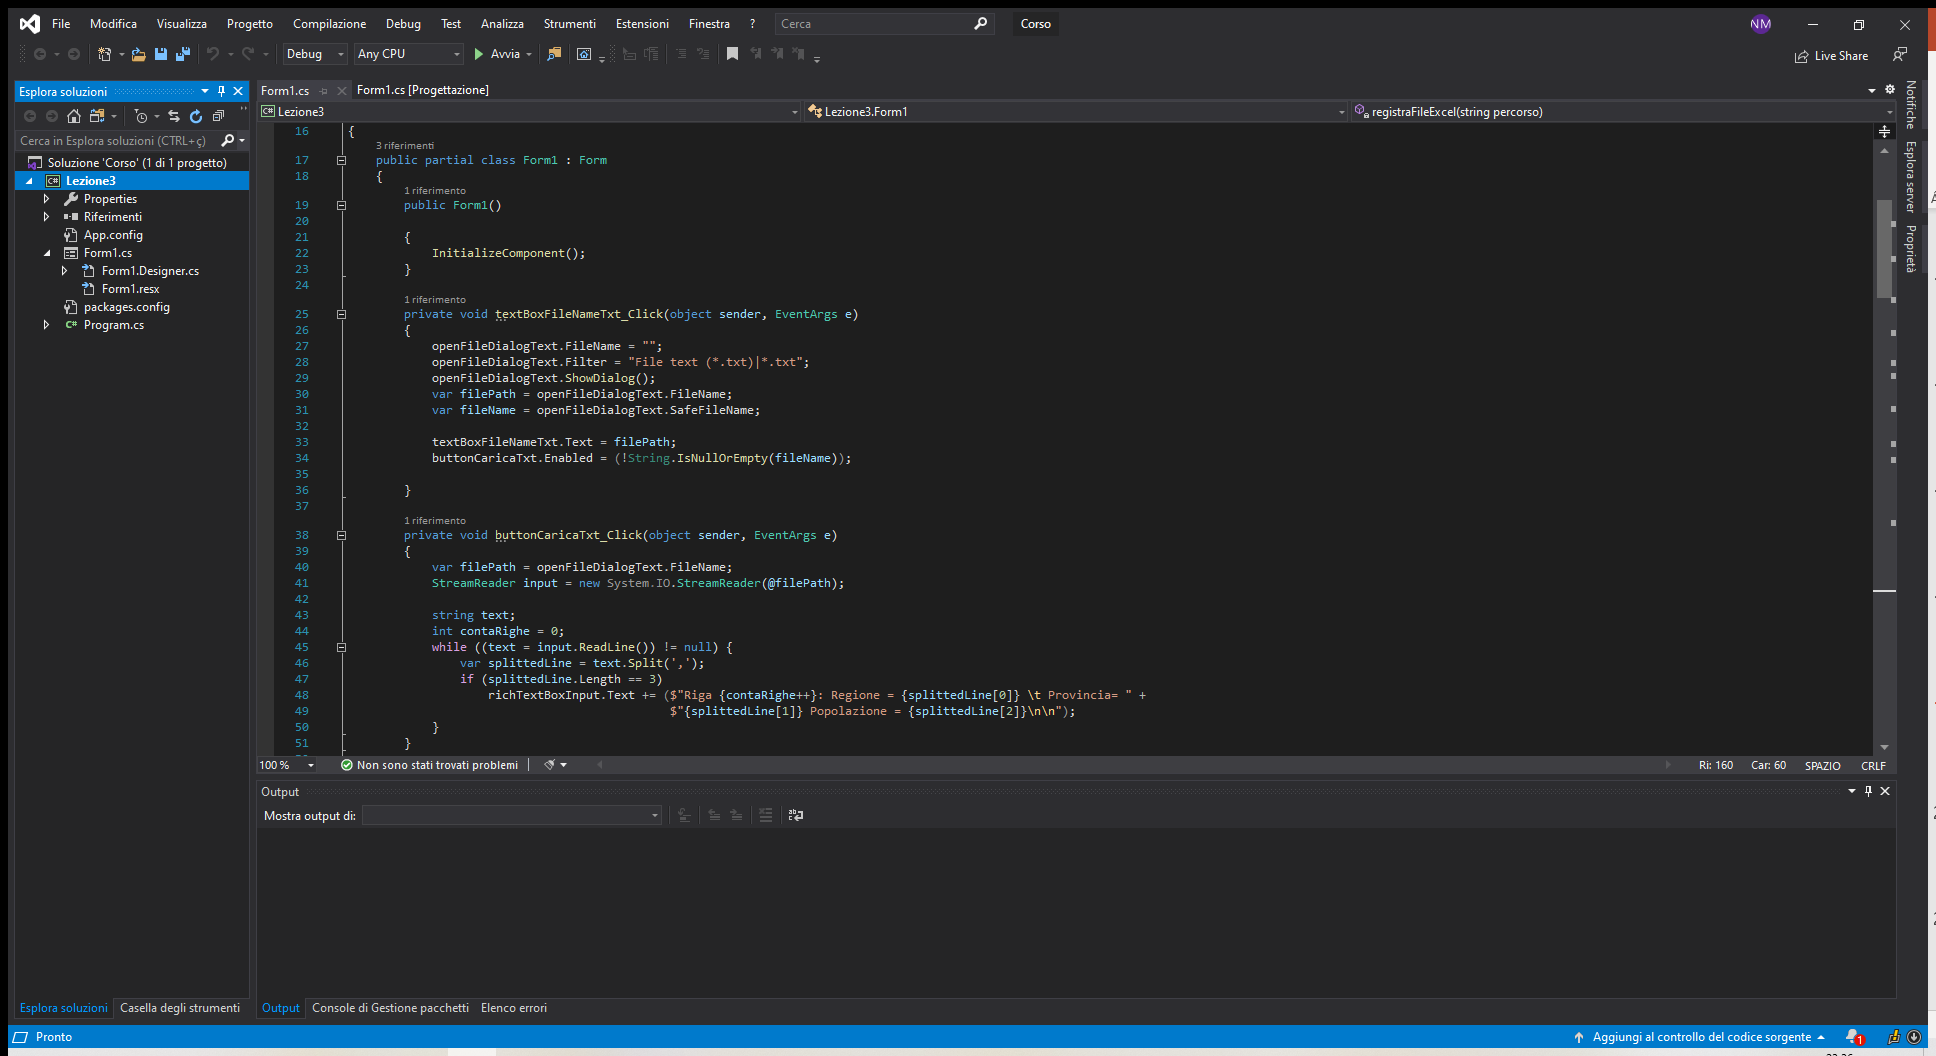 File Modifica Visualizza Progetto Compilazione Debug Test Analizza Strumenti Estensioni Finestra ? Cerca Corso NM
Debug Any CPU Avvia Live Share
Esplora soluzioni
Cerca in Esplora soluzioni (CTRL+ç)
Soluzione 'Corso' (1 di 1 progetto)
C# Lezione3
Properties
Riferimenti
App.config
Form1.cs
Form1.Designer.cs
Form1.resx
packages.config
C# Program.cs
Esplora soluzioni Casella degli strumenti
Form1.cs Form1.cs [Progettazione]
C# Lezione3 Lezione3.Form1 registraFileExcel(string percorso)
16 {
3 riferimenti
17 public partial class Form1 : Form
18 {
1 riferimento
19 public Form1()
20
21 {
22 InitializeComponent();
23 }
24
1 riferimento
25 private void textBoxFileNameTxt_Click(object sender, EventArgs e)
26 {
27 openFileDialogText.FileName = "";
28 openFileDialogText.Filter = "File text (*.txt)|*.txt";
29 openFileDialogText.ShowDialog();
30 var filePath = openFileDialogText.FileName;
31 var fileName = openFileDialogText.SafeFileName;
32
33 textBoxFileNameTxt.Text = filePath;
34 buttonCaricaTxt.Enabled = (!String.IsNullOrEmpty(fileName));
35
36 }
37
1 riferimento
38 private void buttonCaricaTxt_Click(object sender, EventArgs e)
39 {
40 var filePath = openFileDialogText.FileName;
41 StreamReader input = new System.IO.StreamReader(@filePath);
42
43 string text;
44 int contaRighe = 0;
45 while ((text = input.ReadLine()) != null) {
46 var splittedLine = text.Split(',');
47 if (splittedLine.Length == 3)
48 richTextBoxInput.Text += ($"Riga {contaRighe++}: Regione = {splittedLine[0]} \t Provincia= " +
49 $"{splittedLine[1]} Popolazione = {splittedLine[2]}\n\n");
50 }
51 }
100 % Non sono stati trovati problemi Ri: 160 Car: 60 SPAZIO CRLF
Output
Mostra output di:
Output Console di Gestione pacchetti Elenco errori
Notifiche
Esplora server
Proprietà
Pronto Aggiungi al controllo del codice sorgente 1